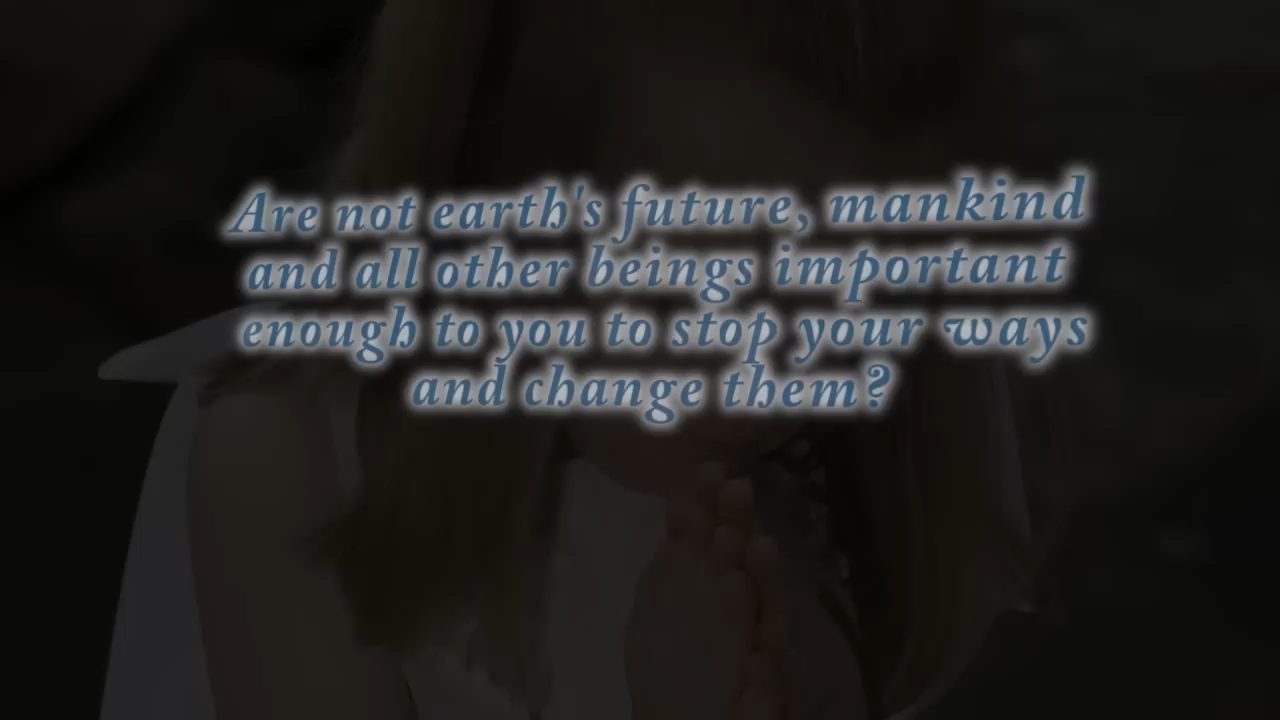 Are not earth's future, mankind
and all other beings important
enough to you to stop your ways
and change them?